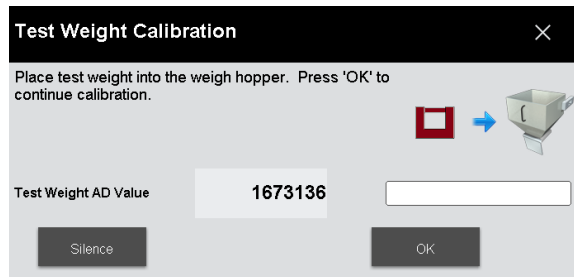 Test Weight Calibration
Place test weight into the weigh hopper.  Press 'OK' to
continue calibration.
Test Weight AD Value
1673136
Silence
OK